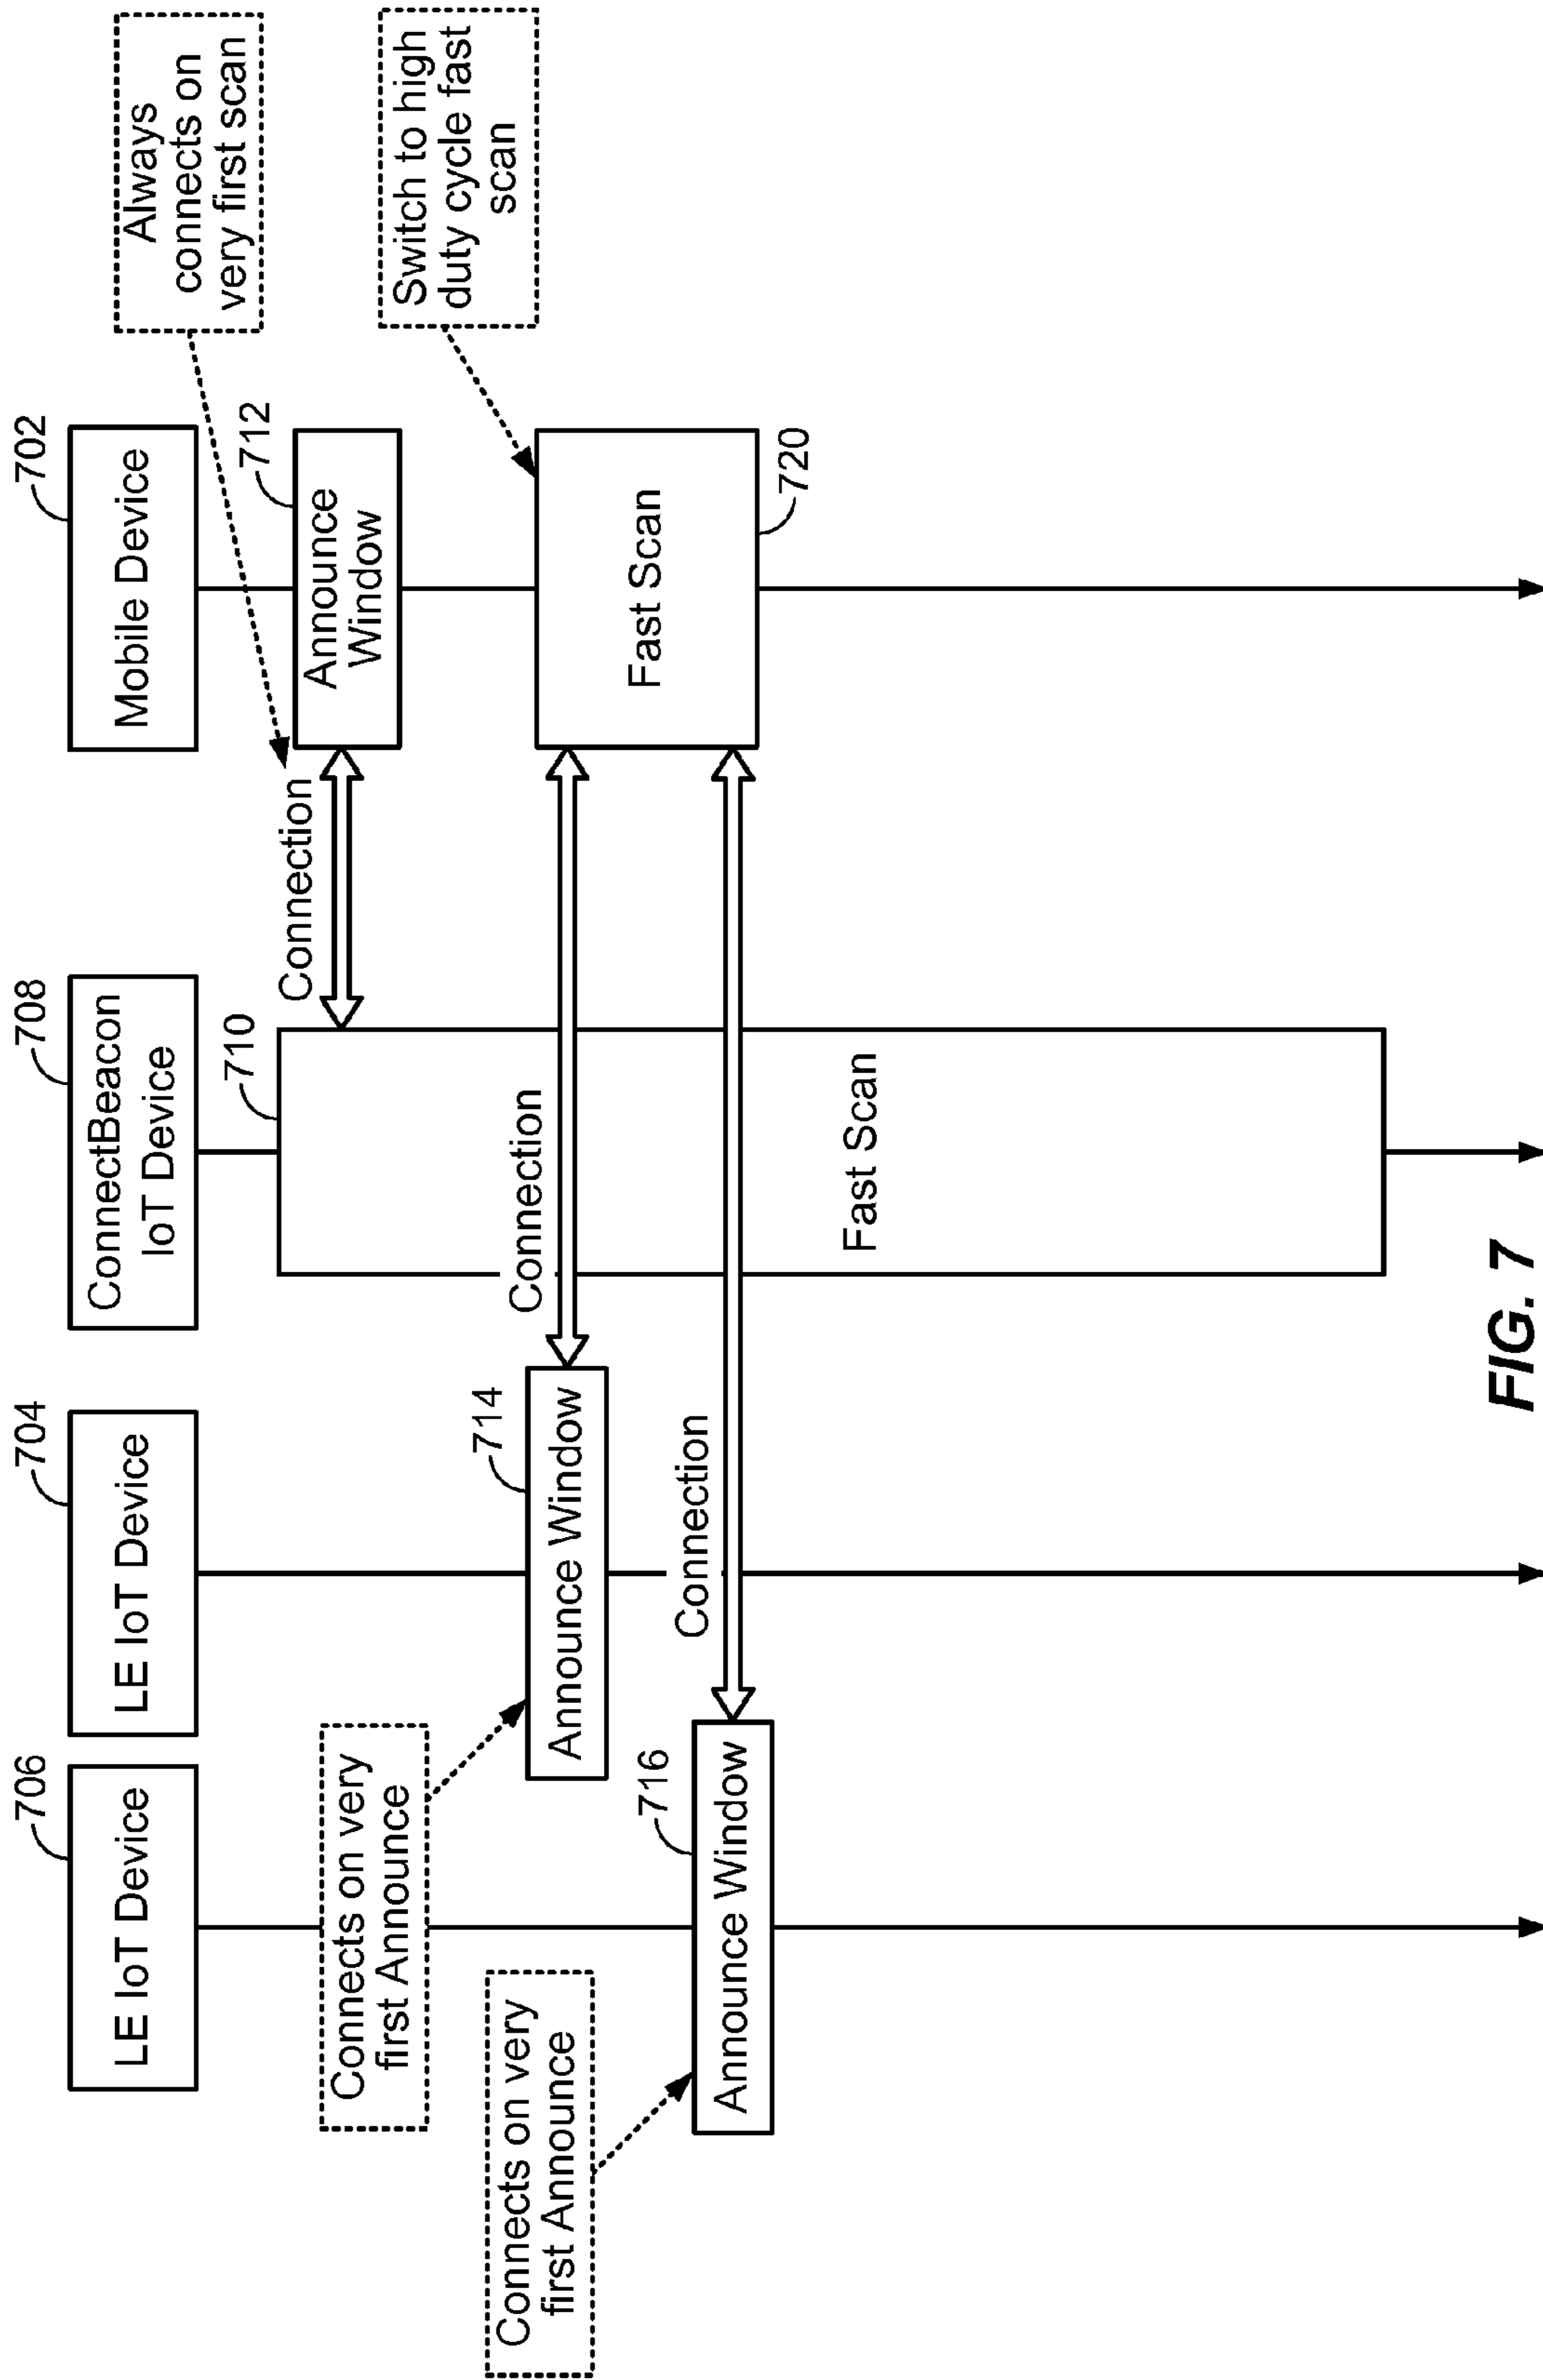 706
LE IoT Device
704
LE IoT Device
708
ConnectBeacon
IoT Device
702
Mobile Device
Always
connects on
very first scan
710
Connection
712
Announce
Window
Connects on very
first Announce
Switch to high
duty cycle fast
scan
Connects on very
first Announce
714
Announce Window
Connection
Fast Scan
720
716
Announce Window
Connection
Fast Scan
FIG. 7